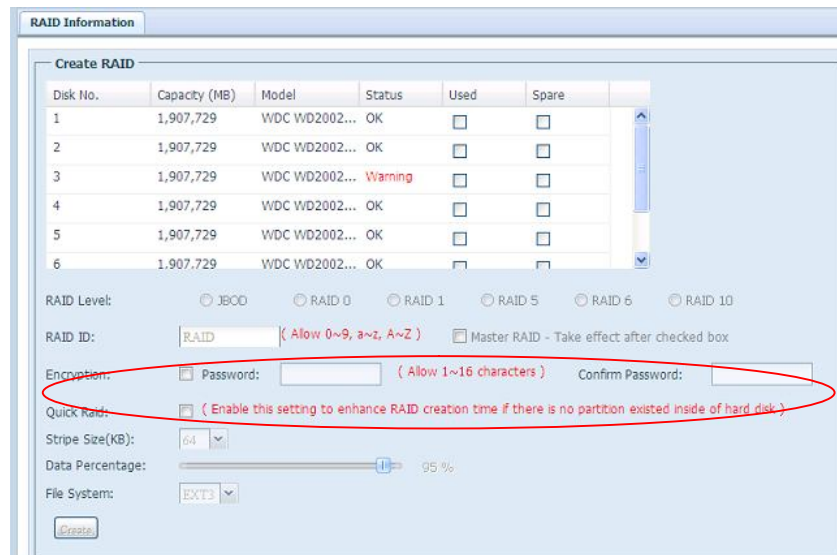 RAID Information
Create RAID
Disk No. Capacity (MB) Model Status Used Spare
1 1,907,729 WDC WD2002... OK
2 1,907,729 WDC WD2002... OK
3 1,907,729 WDC WD2002... Warning
4 1,907,729 WDC WD2002... OK
5 1,907,729 WDC WD2002... OK
6 1,907,729 WDC WD2002... OK
RAID Level: JBOD RAID 0 RAID 1 RAID 5 RAID 6 RAID 10
RAID ID: RAID ( Allow 0~9, a~z, A~Z ) Master RAID - Take effect after checked box
Encryption: Password: ( Allow 1~16 characters ) Confirm Password:
Quick Raid: ( Enable this setting to enhance RAID creation time if there is no partition existed inside of hard disk )
Stripe Size(KB): 64
Data Percentage: 95 %
File System: EXT3
Create